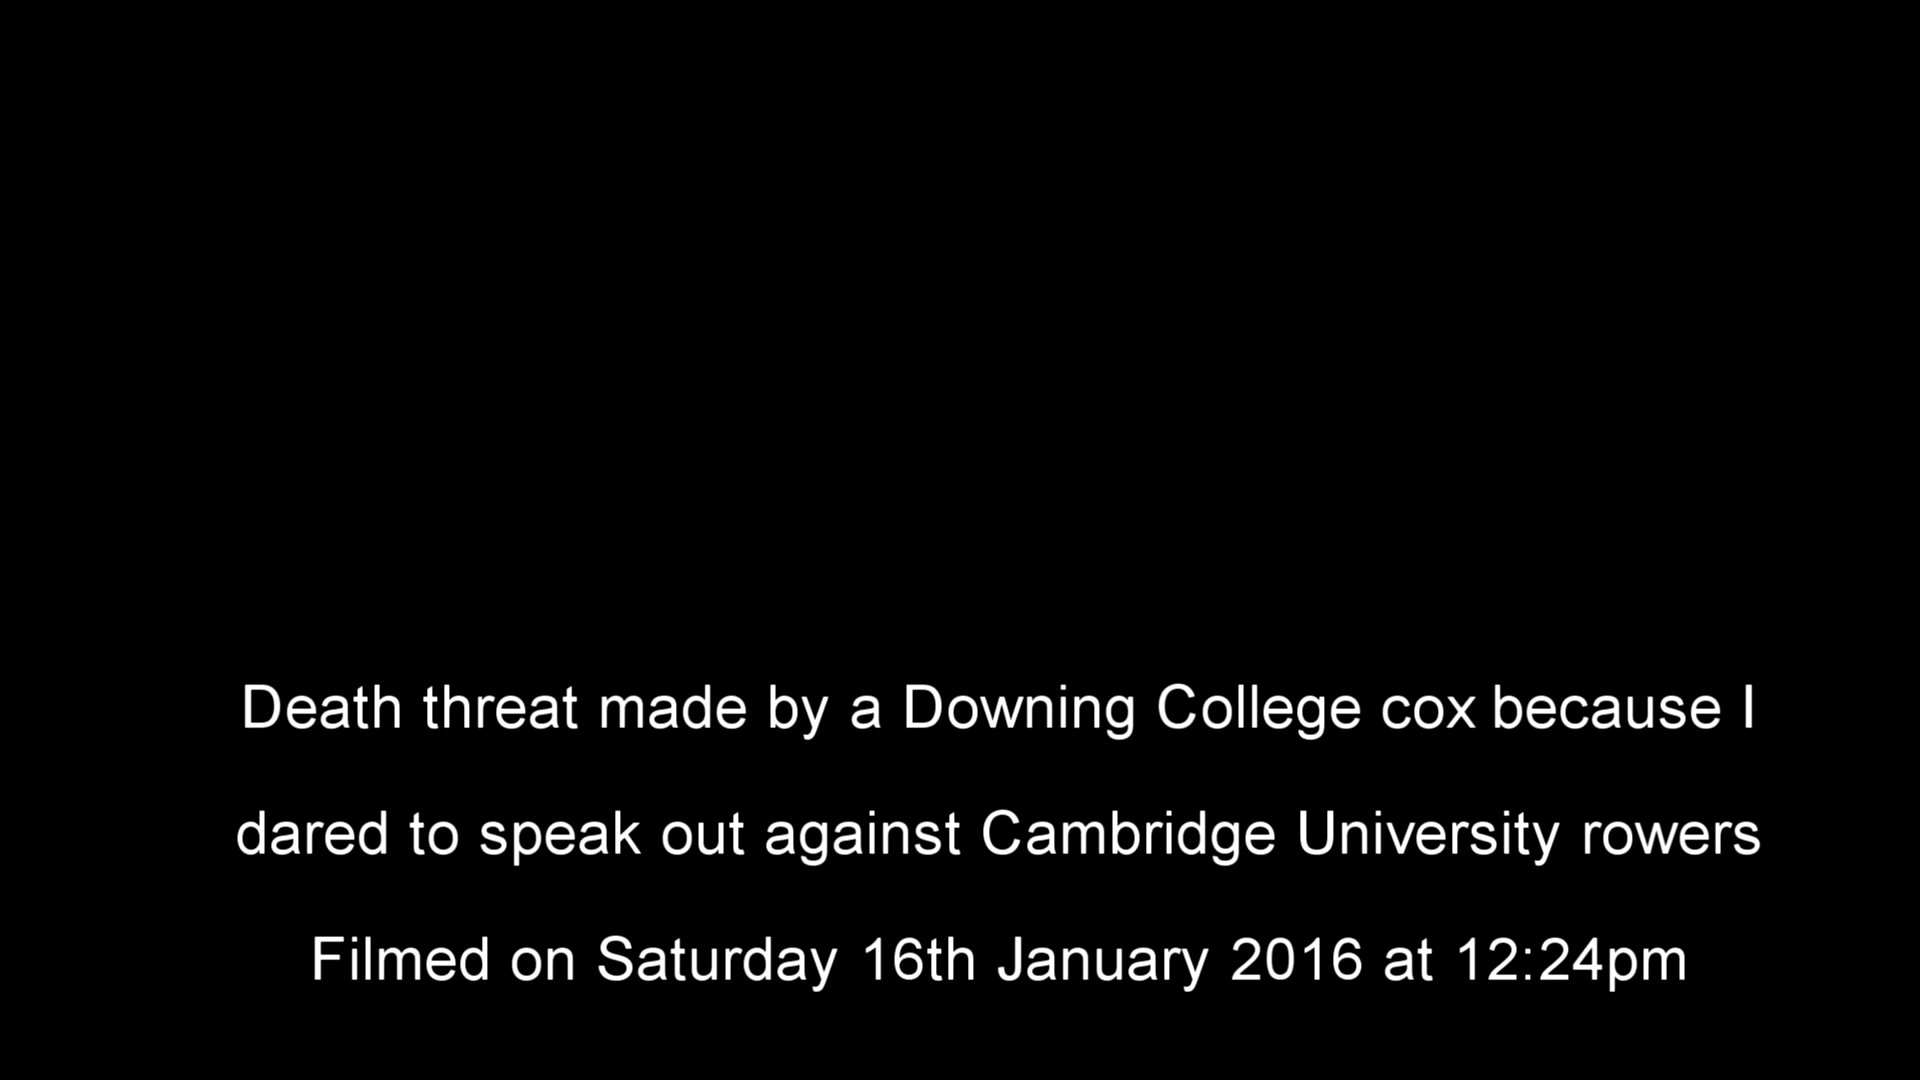 Death threat made by a Downing College cox because I
dared to speak out against Cambridge University rowers
Filmed on Saturday 16th January 2016 at 12:24pm